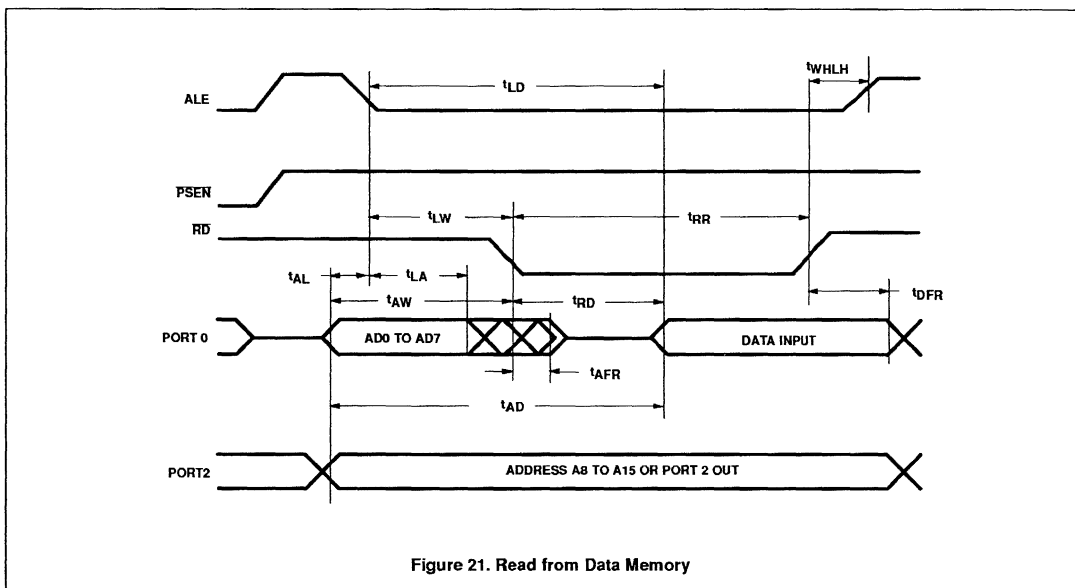 tWHLH
tLD
ALE
PSEN
tLW
tRR
RD
tAL
tLA
tAW
tRD
tDFR
PORT 0
AD0 TO AD7
DATA INPUT
tAFR
tAD
PORT2
ADDRESS A8 TO A15 OR PORT 2 OUT
Figure 21. Read from Data Memory